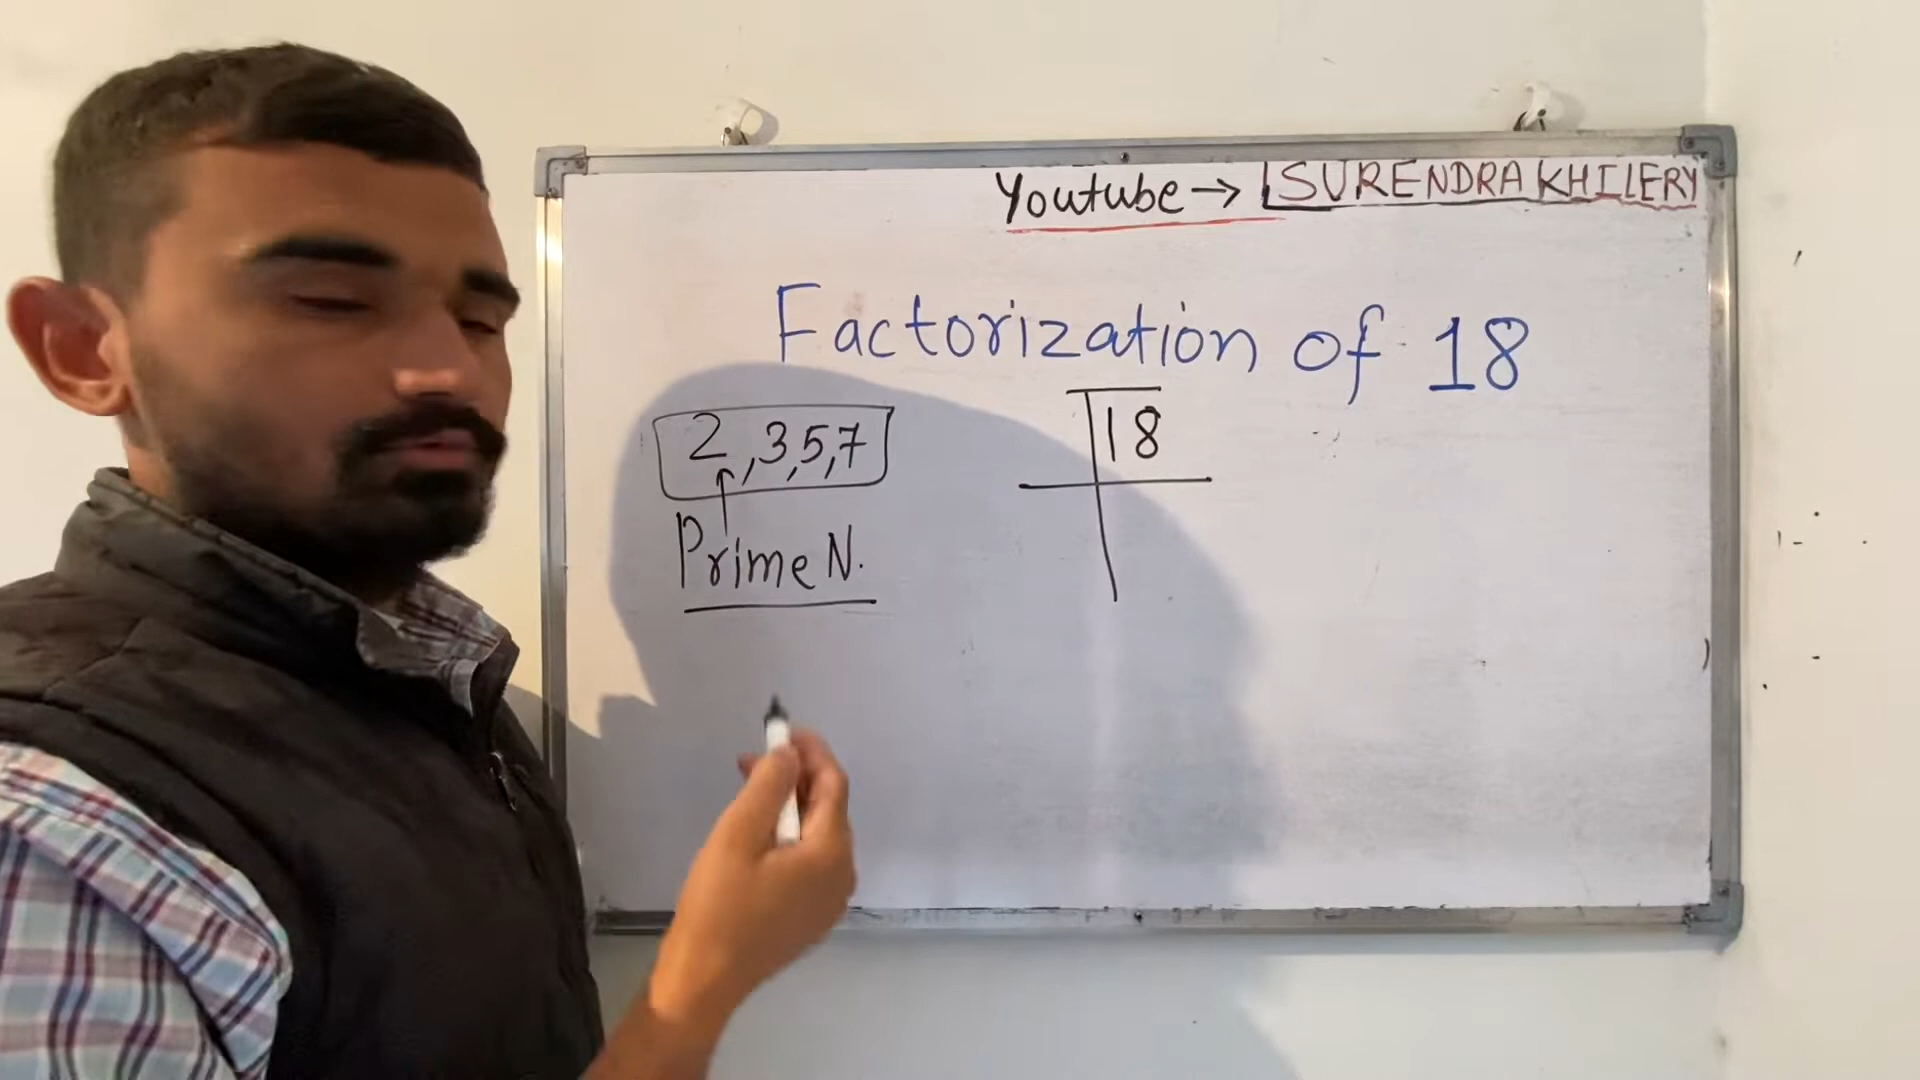 Youtube → SURENDRA KHILERY
Factorization of 18
2,3,5,7
18
Prime N.